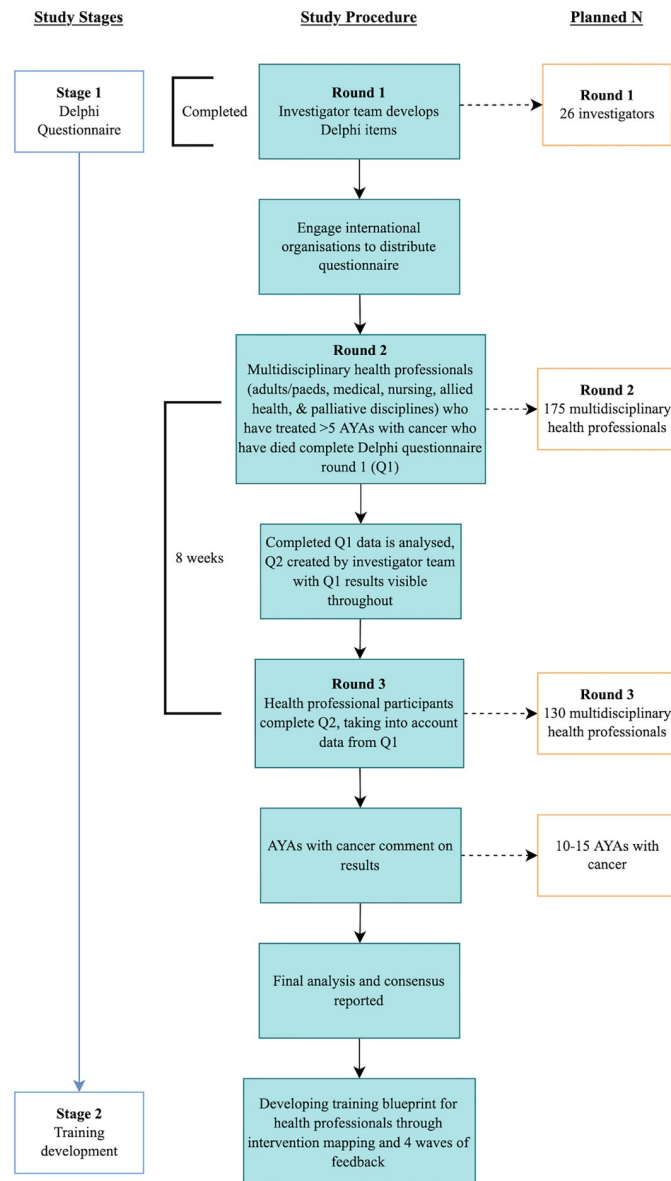 Study Stages
Study Procedure
Planned N
Stage 1
Delphi
Questionnaire
Completed
Round 1
Investigator team develops
Delphi items
Round 1
26 investigators
Engage international
organisations to distribute
questionnaire
Round 2
Multidisciplinary health professionals
(adults/paeds, medical, nursing, allied
health, & palliative disciplines) who
have treated >5 AYAs with cancer who
have died complete Delphi questionnaire
round 1 (Q1)
Round 2
175 multidisciplinary
health professionals
8 weeks
Completed Q1 data is analysed,
Q2 created by investigator team
with Q1 results visible
throughout
Round 3
Health professional participants
complete Q2, taking into account
data from Q1
Round 3
130 multidisciplinary
health professionals
AYAs with cancer comment on
results
10-15 AYAs with
cancer
Final analysis and consensus
reported
Stage 2
Training
development
Developing training blueprint for
health professionals through
intervention mapping and 4 waves of
feedback